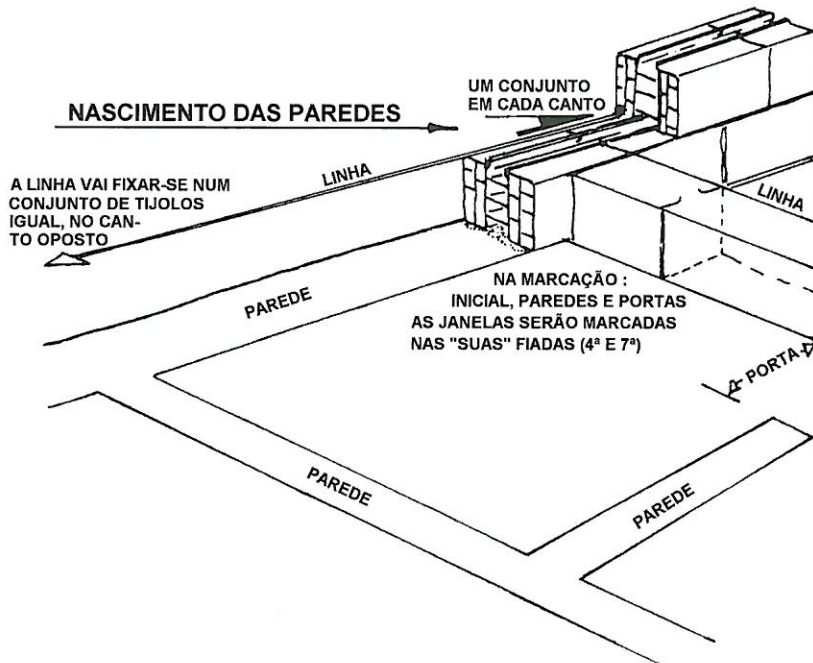 NASCIMENTO DAS PAREDES
UM CONJUNTO
EM CADA CANTO
LINHA
A LINHA VAI FIXAR-SE NUM
CONJUNTO DE TIJOLOS
IGUAL, NO CAN-
TO OPOSTO
LINHA
PAREDE
NA MARCAÇÃO :
INICIAL, PAREDES E PORTAS
AS JANELAS SERÃO MARCADAS
NAS "SUAS" FIADAS (4ª E 7ª)
PORTA
PAREDE
PAREDE